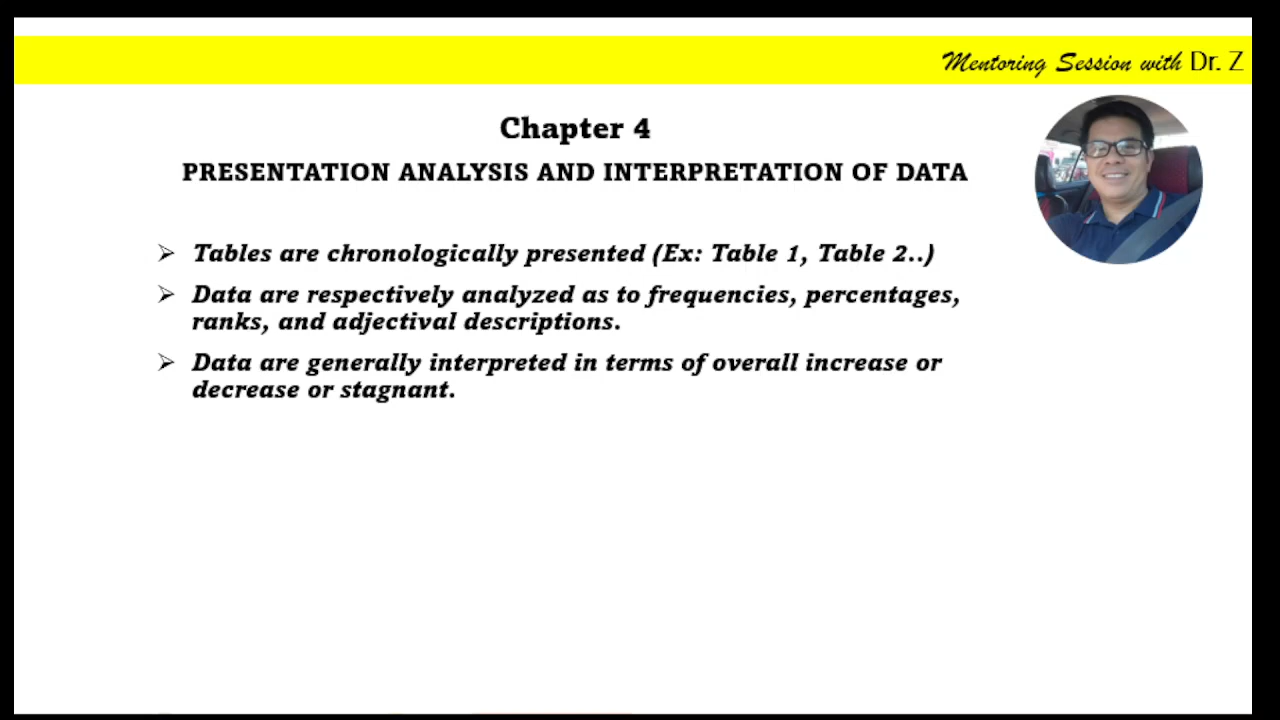 Mentoring Session with Dr. Z
Chapter 4
PRESENTATION ANALYSIS AND INTERPRETATION OF DATA
➢ Tables are chronologically presented (Ex: Table 1, Table 2..)
➢ Data are respectively analyzed as to frequencies, percentages,
ranks, and adjectival descriptions.
➢ Data are generally interpreted in terms of overall increase or
decrease or stagnant.